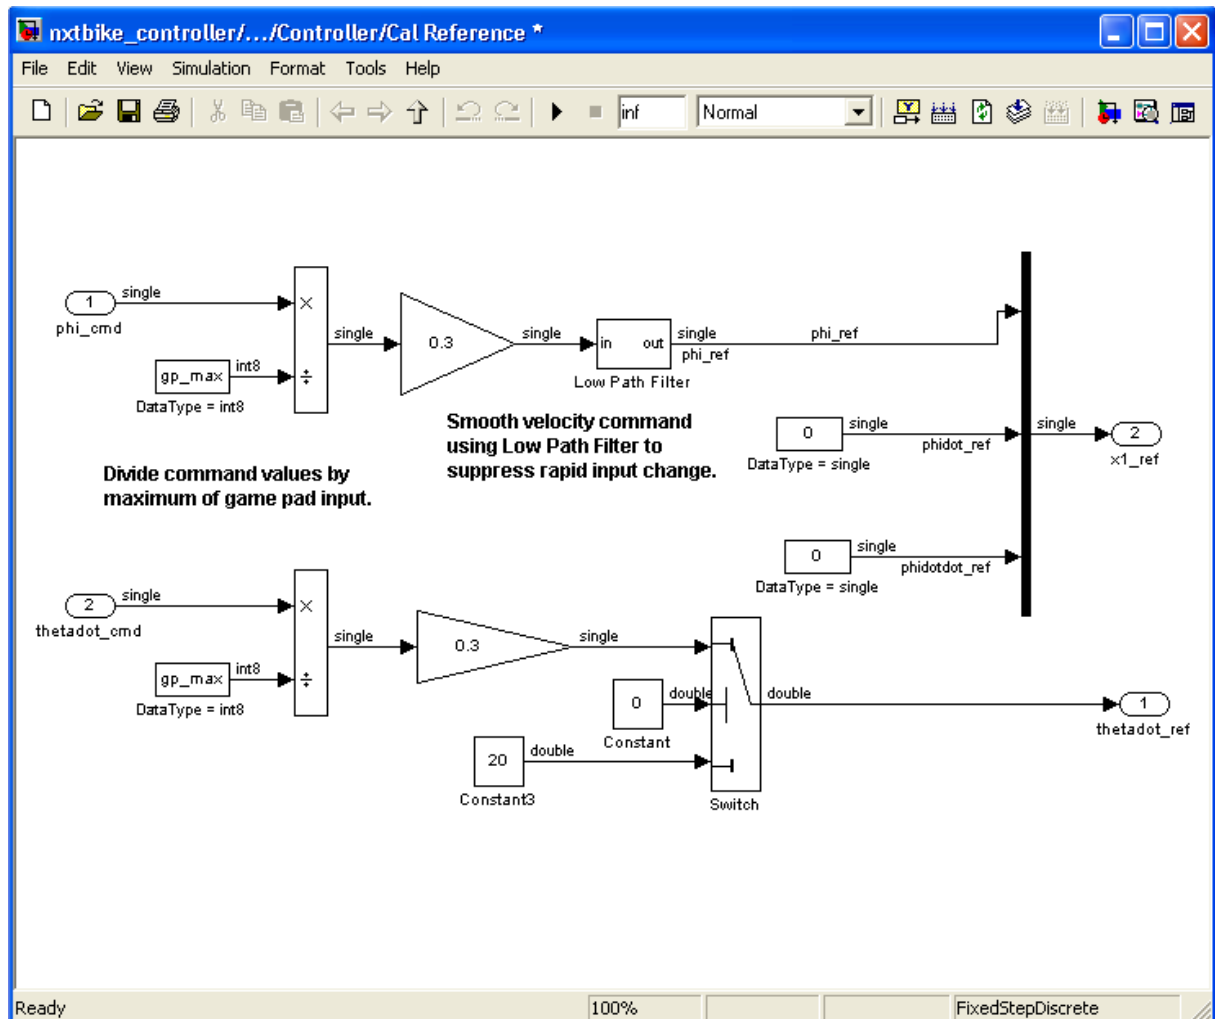 nxtbike_controller/.../Controller/Cal Reference *
File Edit View Simulation Format Tools Help
inf Normal
1
single
phi_cmd
×
gp_max
int8
÷
DataType = int8
single
0.3
single
in out
single
phi_ref
Low Path Filter
phi_ref
Smooth velocity command
using Low Path Filter to
suppress rapid input change.
0
single
phidot_ref
DataType = single
single
2
x1_ref
Divide command values by
maximum of game pad input.
0
single
phidotdot_ref
DataType = single
2
single
thetadot_cmd
×
gp_max
int8
÷
DataType = int8
single
0.3
single
0
double
Constant
double
20
double
Constant3
Switch
1
thetadot_ref
Ready 100% FixedStepDiscrete